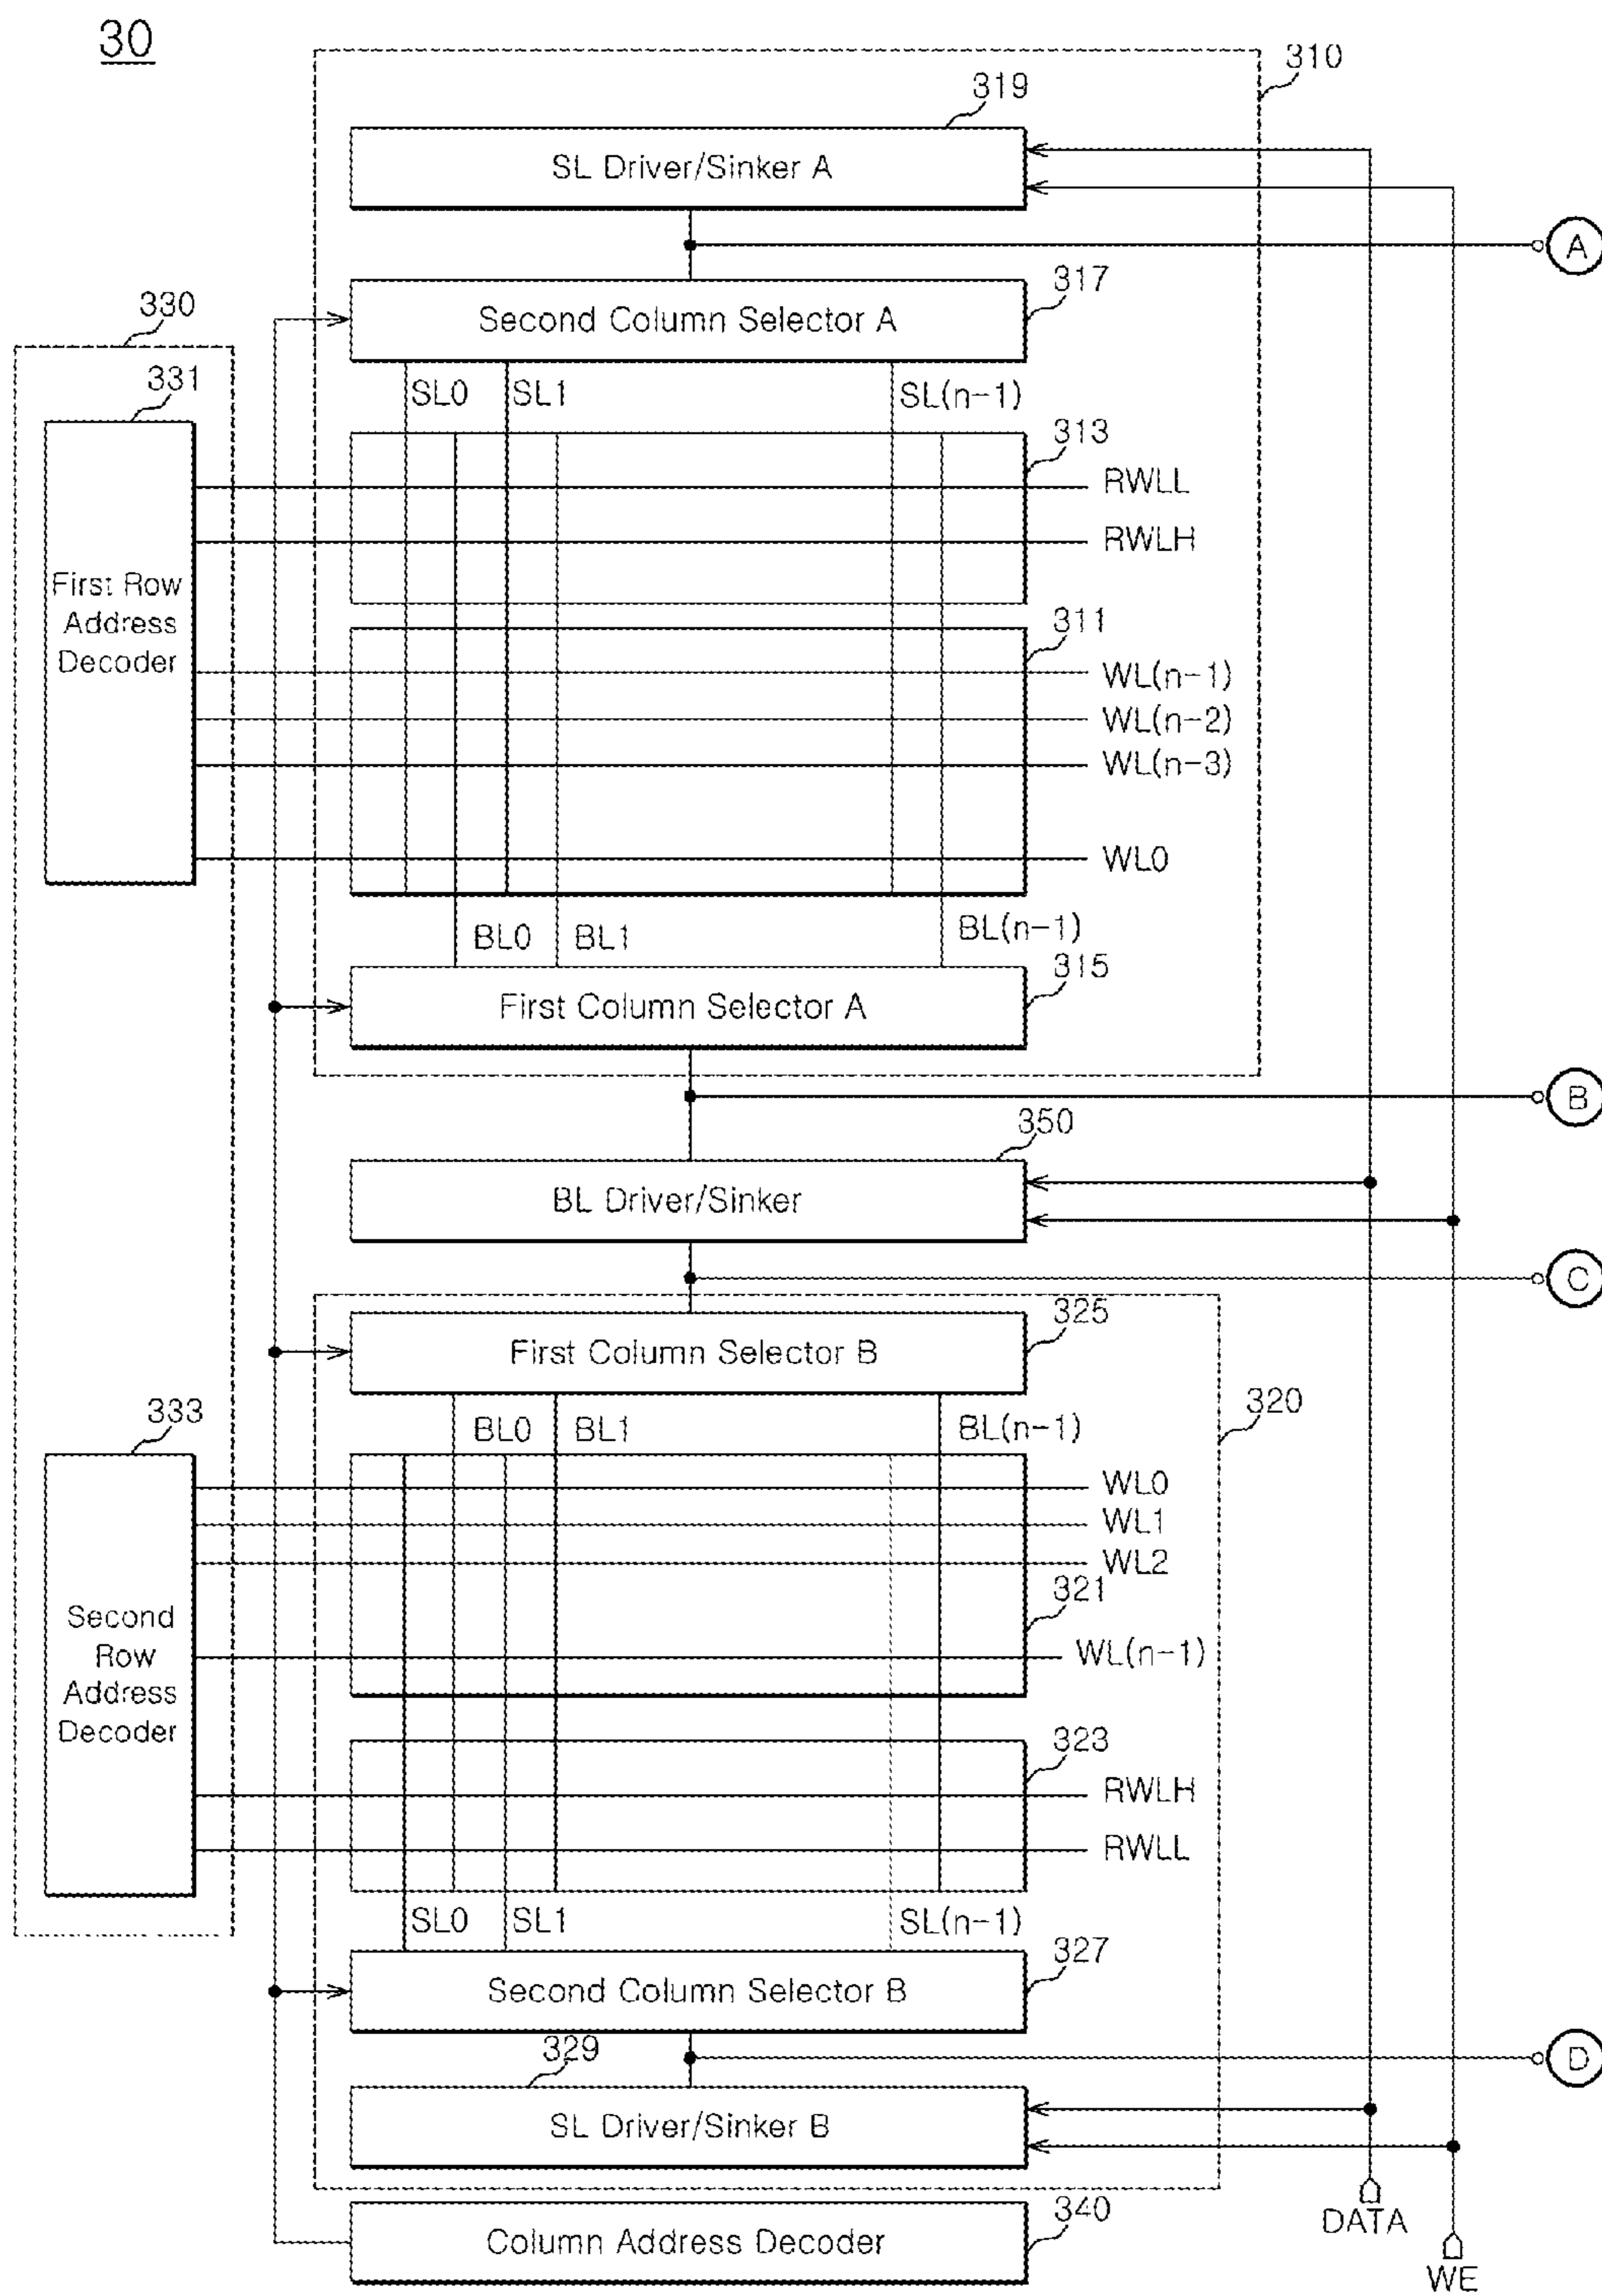 30
310
319
SL Driver/Sinker A
A
317
Second Column Selector A
330
331
SL0
SL1
SL(n-1)
313
RWLL
RWLH
First Row
Address
Decoder
311
WL(n-1)
WL(n-2)
WL(n-3)
WL0
BL0
BL1
BL(n-1)
315
First Column Selector A
B
350
BL Driver/Sinker
C
325
First Column Selector B
320
333
BL0
BL1
BL(n-1)
WL0
WL1
WL2
321
WL(n-1)
Second
Row
Address
Decoder
323
RWLH
RWLL
SL0
SL1
SL(n-1)
327
Second Column Selector B
329
D
SL Driver/Sinker B
340
Column Address Decoder
DATA
WE